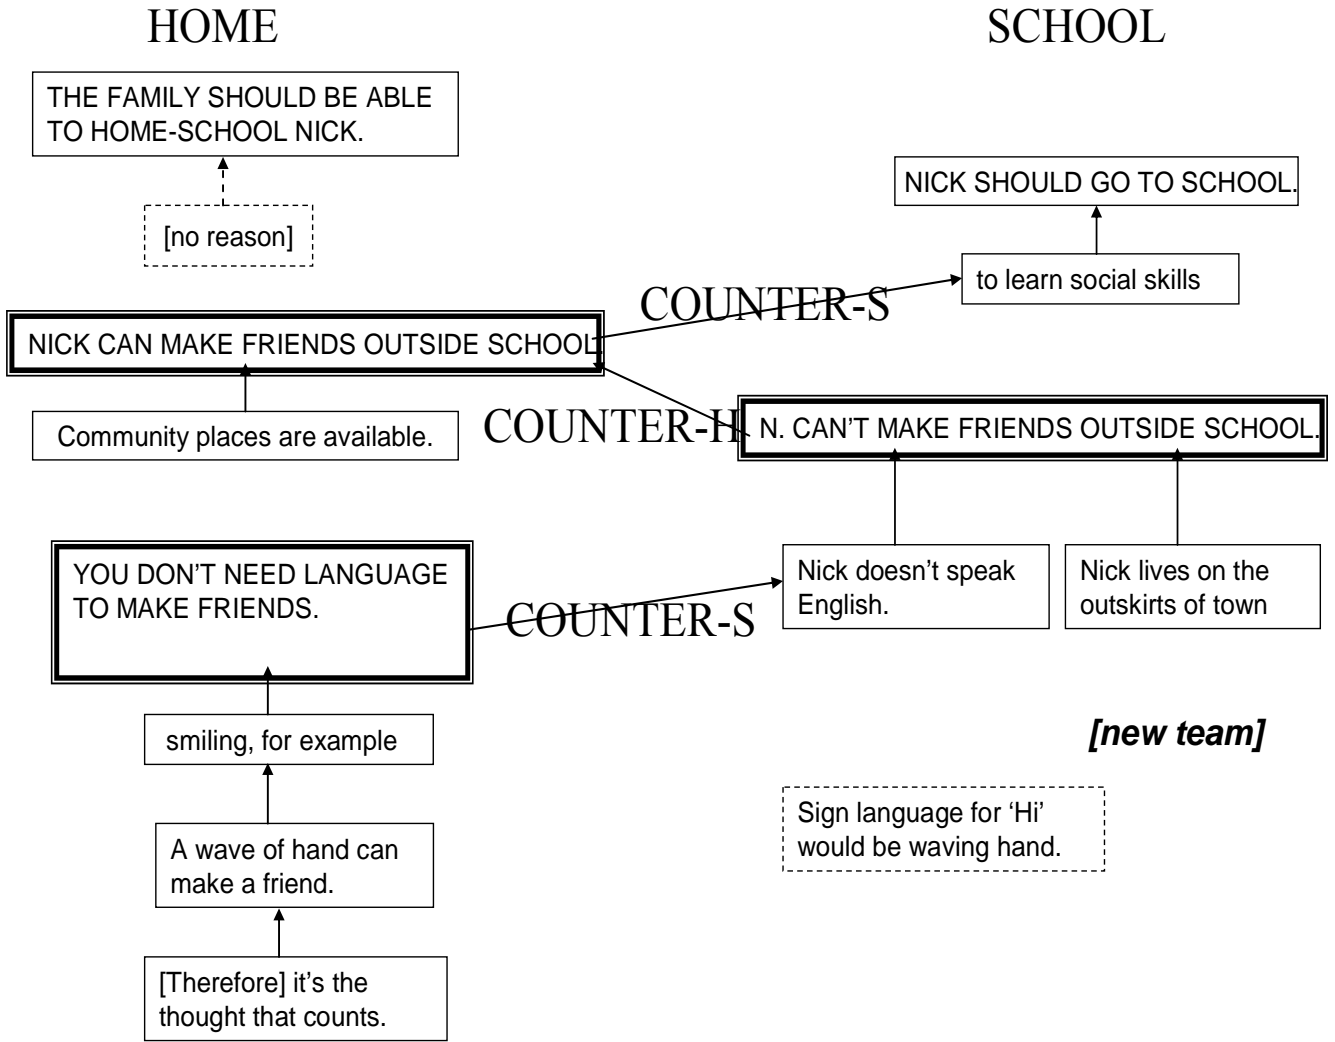 HOME
SCHOOL
THE FAMILY SHOULD BE ABLE
TO HOME-SCHOOL NICK.
NICK SHOULD GO TO SCHOOL.
[no reason]
to learn social skills
COUNTER-S
NICK CAN MAKE FRIENDS OUTSIDE SCHOOL.
COUNTER-H
N. CAN'T MAKE FRIENDS OUTSIDE SCHOOL.
Community places are available.
YOU DON'T NEED LANGUAGE
TO MAKE FRIENDS.
COUNTER-S
Nick doesn't speak
English.
Nick lives on the
outskirts of town
smiling, for example
[new team]
Sign language for 'Hi'
would be waving hand.
A wave of hand can
make a friend.
[Therefore] it's the
thought that counts.